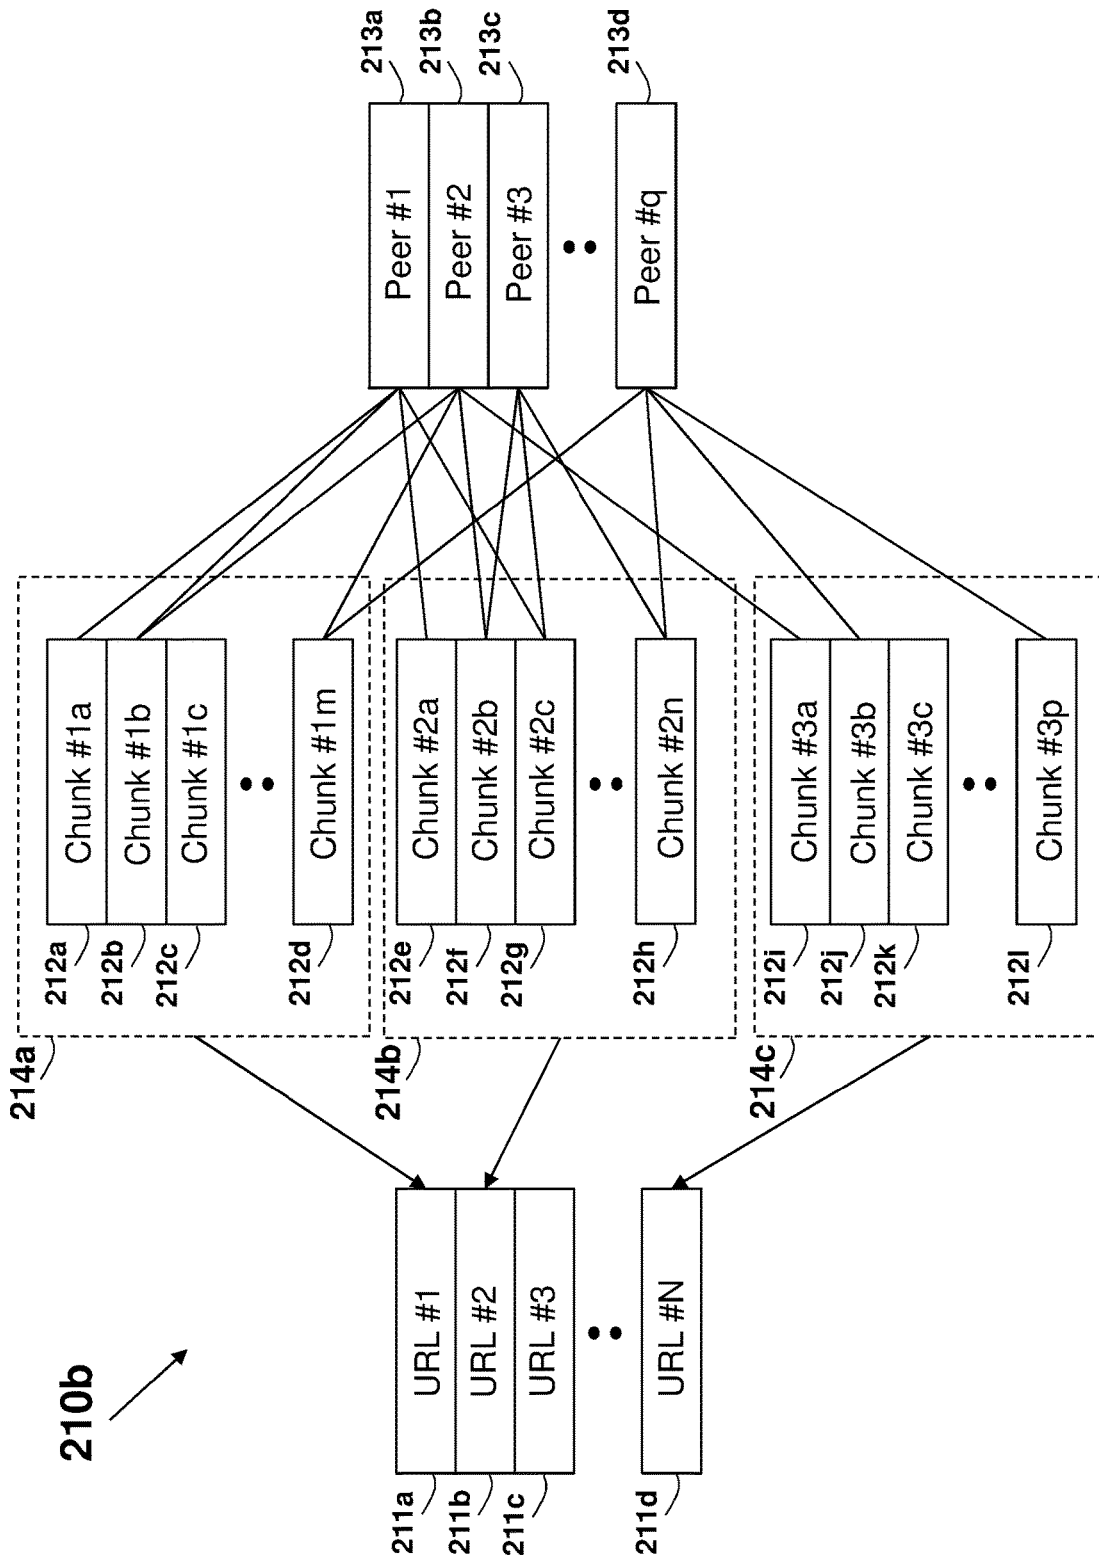 210b
211a
URL #1
211b
URL #2
211c
URL #3
211d
URL #N
214a
212a
Chunk #1a
212b
Chunk #1b
212c
Chunk #1c
212d
Chunk #1m
214b
212e
Chunk #2a
212f
Chunk #2b
212g
Chunk #2c
212h
Chunk #2n
214c
212i
Chunk #3a
212j
Chunk #3b
212k
Chunk #3c
212l
Chunk #3p
213a
Peer #1
213b
Peer #2
213c
Peer #3
213d
Peer #q